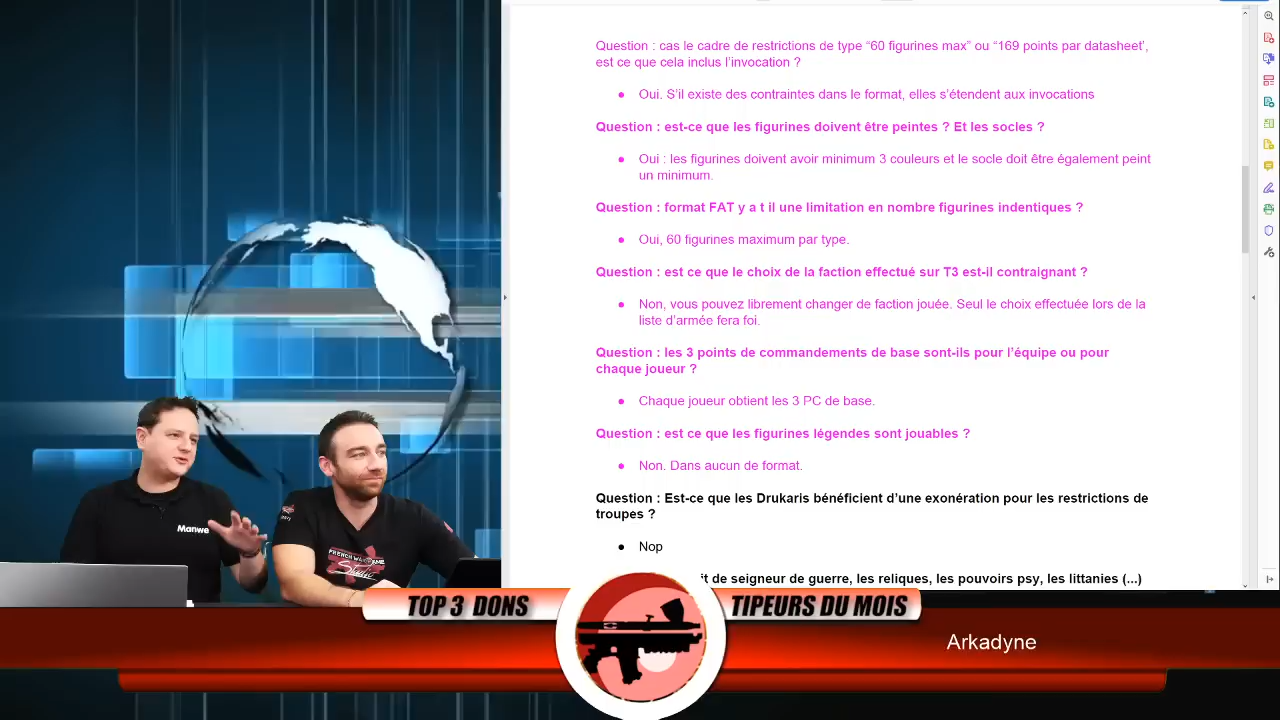 Question : cas le cadre de restrictions de type “60 figurines max” ou “169 points par datasheet’,
est ce que cela inclus l’invocation ?
● Oui. S’il existe des contraintes dans le format, elles s’étendent aux invocations
Question : est-ce que les figurines doivent être peintes ? Et les socles ?
● Oui : les figurines doivent avoir minimum 3 couleurs et le socle doit être également peint
un minimum.
Question : format FAT y a t il une limitation en nombre figurines indentiques ?
● Oui, 60 figurines maximum par type.
Question : est ce que le choix de la faction effectué sur T3 est-il contraignant ?
● Non, vous pouvez librement changer de faction jouée. Seul le choix effectuée lors de la
liste d’armée fera foi.
Question : les 3 points de commandements de base sont-ils pour l’équipe ou pour
chaque joueur ?
● Chaque joueur obtient les 3 PC de base.
Question : est ce que les figurines légendes sont jouables ?
● Non. Dans aucun de format.
Question : Est-ce que les Drukaris bénéficient d’une exonération pour les restrictions de
troupes ?
● Nop
de seigneur de guerre, les reliques, les pouvoirs psy, les littanies (...)
Manwe
FRENCH WARGAME
Studio
TOP 3 DONS
TIPEURS DU MOIS
Arkadyne